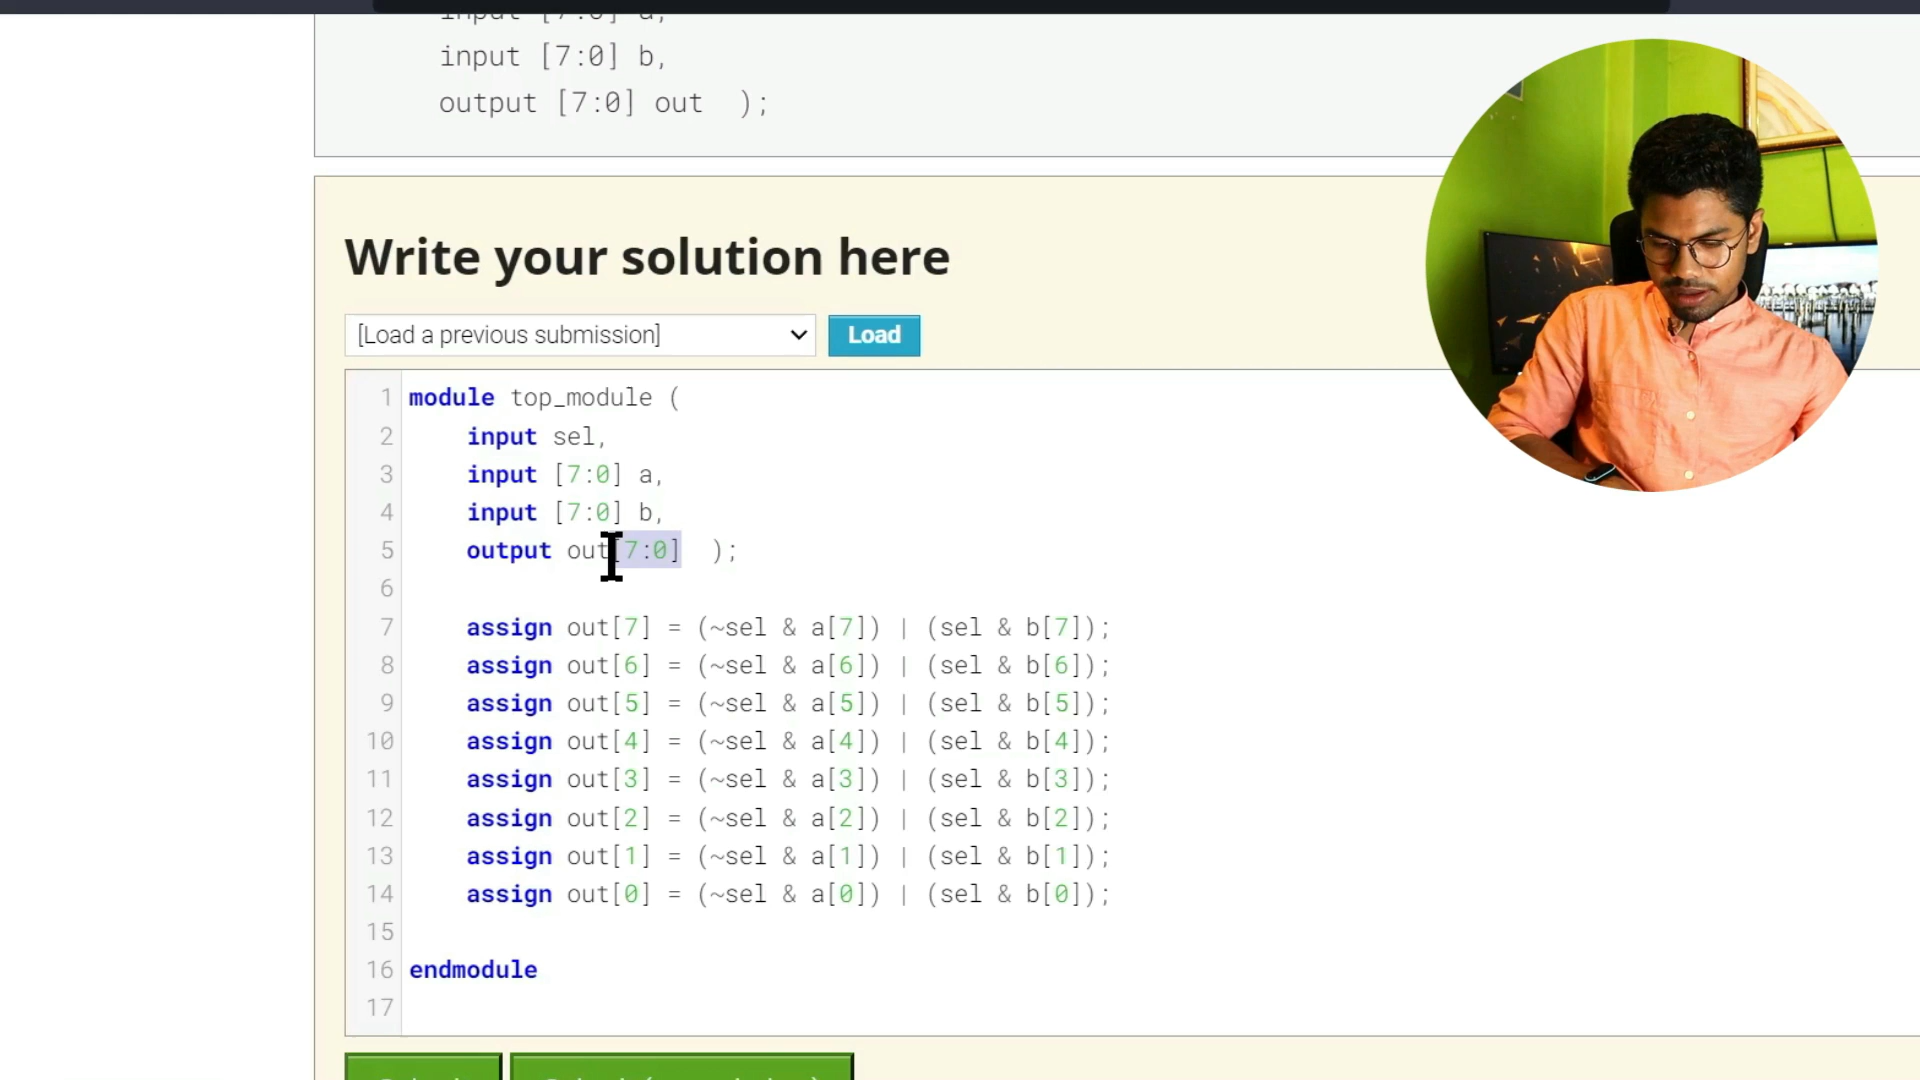 input [7:0] a,
input [7:0] b,
output [7:0] out );
Write your solution here
[Load a previous submission]
Load
1 module top_module (
2 input sel,
3 input [7:0] a,
4 input [7:0] b,
5 output out[7:0] );
6
7 assign out[7] = (~sel & a[7]) | (sel & b[7]);
8 assign out[6] = (~sel & a[6]) | (sel & b[6]);
9 assign out[5] = (~sel & a[5]) | (sel & b[5]);
10 assign out[4] = (~sel & a[4]) | (sel & b[4]);
11 assign out[3] = (~sel & a[3]) | (sel & b[3]);
12 assign out[2] = (~sel & a[2]) | (sel & b[2]);
13 assign out[1] = (~sel & a[1]) | (sel & b[1]);
14 assign out[0] = (~sel & a[0]) | (sel & b[0]);
15
16 endmodule
17